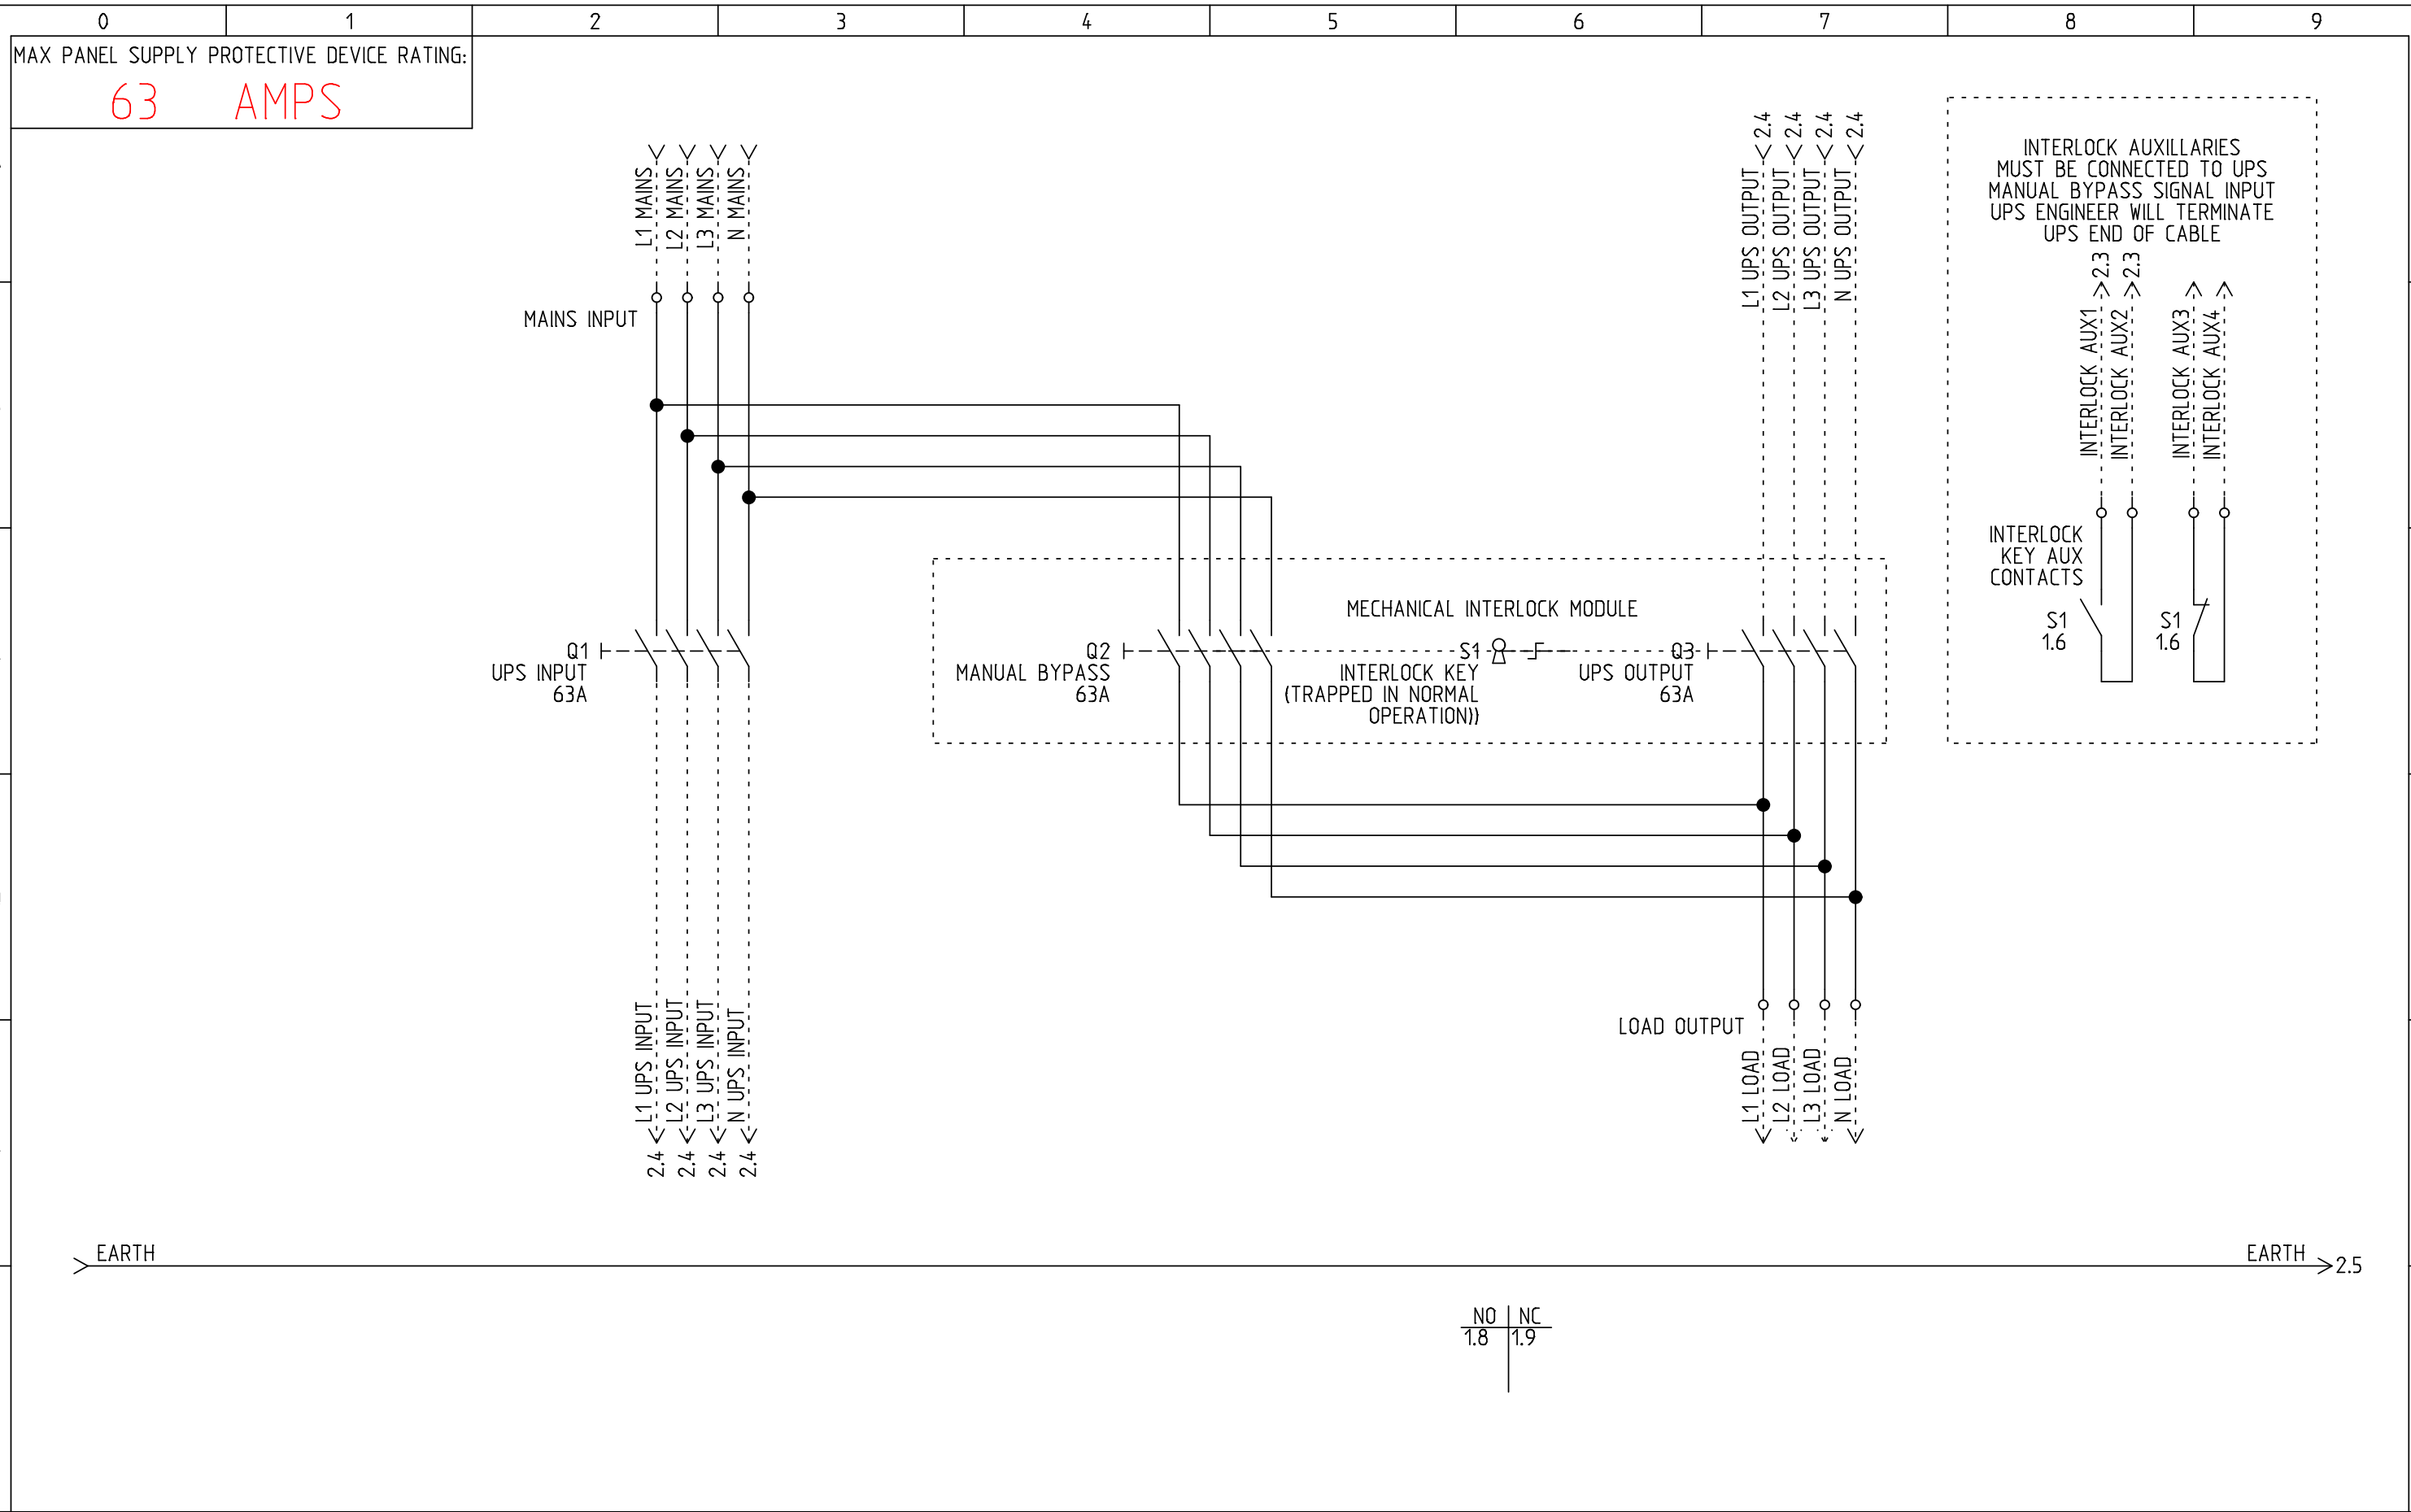 0 1 2 3 4 5 6 7 8 9
MAX PANEL SUPPLY PROTECTIVE DEVICE RATING:
63 AMPS
L1 MAINS
L2 MAINS
L3 MAINS
N MAINS
MAINS INPUT
L1 UPS OUTPUT 2.4
L2 UPS OUTPUT 2.4
L3 UPS OUTPUT 2.4
N UPS OUTPUT 2.4
INTERLOCK AUXILLARIES
MUST BE CONNECTED TO UPS
MANUAL BYPASS SIGNAL INPUT
UPS ENGINEER WILL TERMINATE
UPS END OF CABLE
INTERLOCK AUX1 2.3
INTERLOCK AUX2 2.3
INTERLOCK AUX3
INTERLOCK AUX4
INTERLOCK
KEY AUX
CONTACTS
S1
1.6
S1
1.6
Q1
UPS INPUT
63A
MECHANICAL INTERLOCK MODULE
Q2
MANUAL BYPASS
63A
S1
INTERLOCK KEY
(TRAPPED IN NORMAL
OPERATION))
Q3
UPS OUTPUT
63A
L1 UPS INPUT
L2 UPS INPUT
L3 UPS INPUT
N UPS INPUT
2.4
2.4
2.4
2.4
LOAD OUTPUT
L1 LOAD
L2 LOAD
L3 LOAD
N LOAD
EARTH
EARTH 2.5
NO NC
1.8 1.9